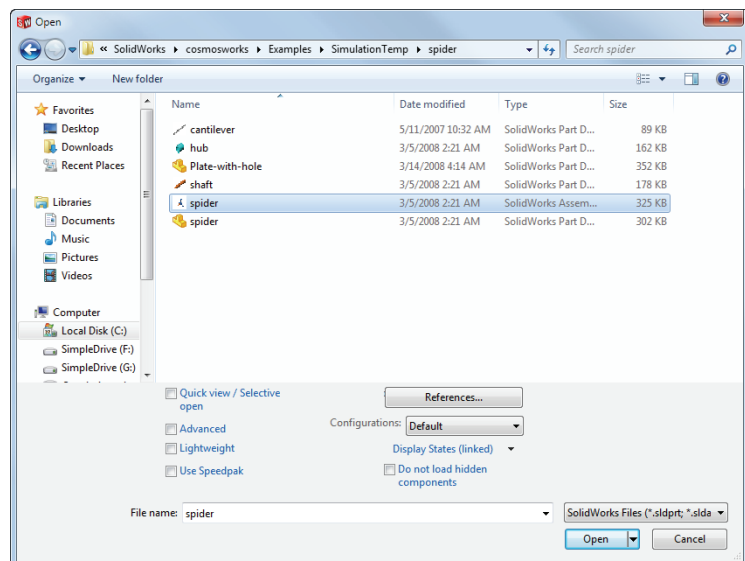 Open
« SolidWorks ▸ cosmosworks ▸ Examples ▸ SimulationTemp ▸ spider
Search spider
Organize
New folder
Favorites
Desktop
Downloads
Recent Places
Libraries
Documents
Music
Pictures
Videos
Computer
Local Disk (C:)
SimpleDrive (F:)
SimpleDrive (G:)
Name Date modified Type Size
cantilever 5/11/2007 10:32 AM SolidWorks Part D... 89 KB
hub 3/5/2008 2:21 AM SolidWorks Part D... 162 KB
Plate-with-hole 3/14/2008 4:14 AM SolidWorks Part D... 352 KB
shaft 3/5/2008 2:21 AM SolidWorks Part D... 178 KB
spider 3/5/2008 2:21 AM SolidWorks Assem... 325 KB
spider 3/5/2008 2:21 AM SolidWorks Part D... 302 KB
Quick view / Selective
open
Advanced
Lightweight
Use Speedpak
References...
Configurations: Default
Display States (linked)
Do not load hidden
components
File name: spider
SolidWorks Files (*.sldprt; *.slda
Open
Cancel